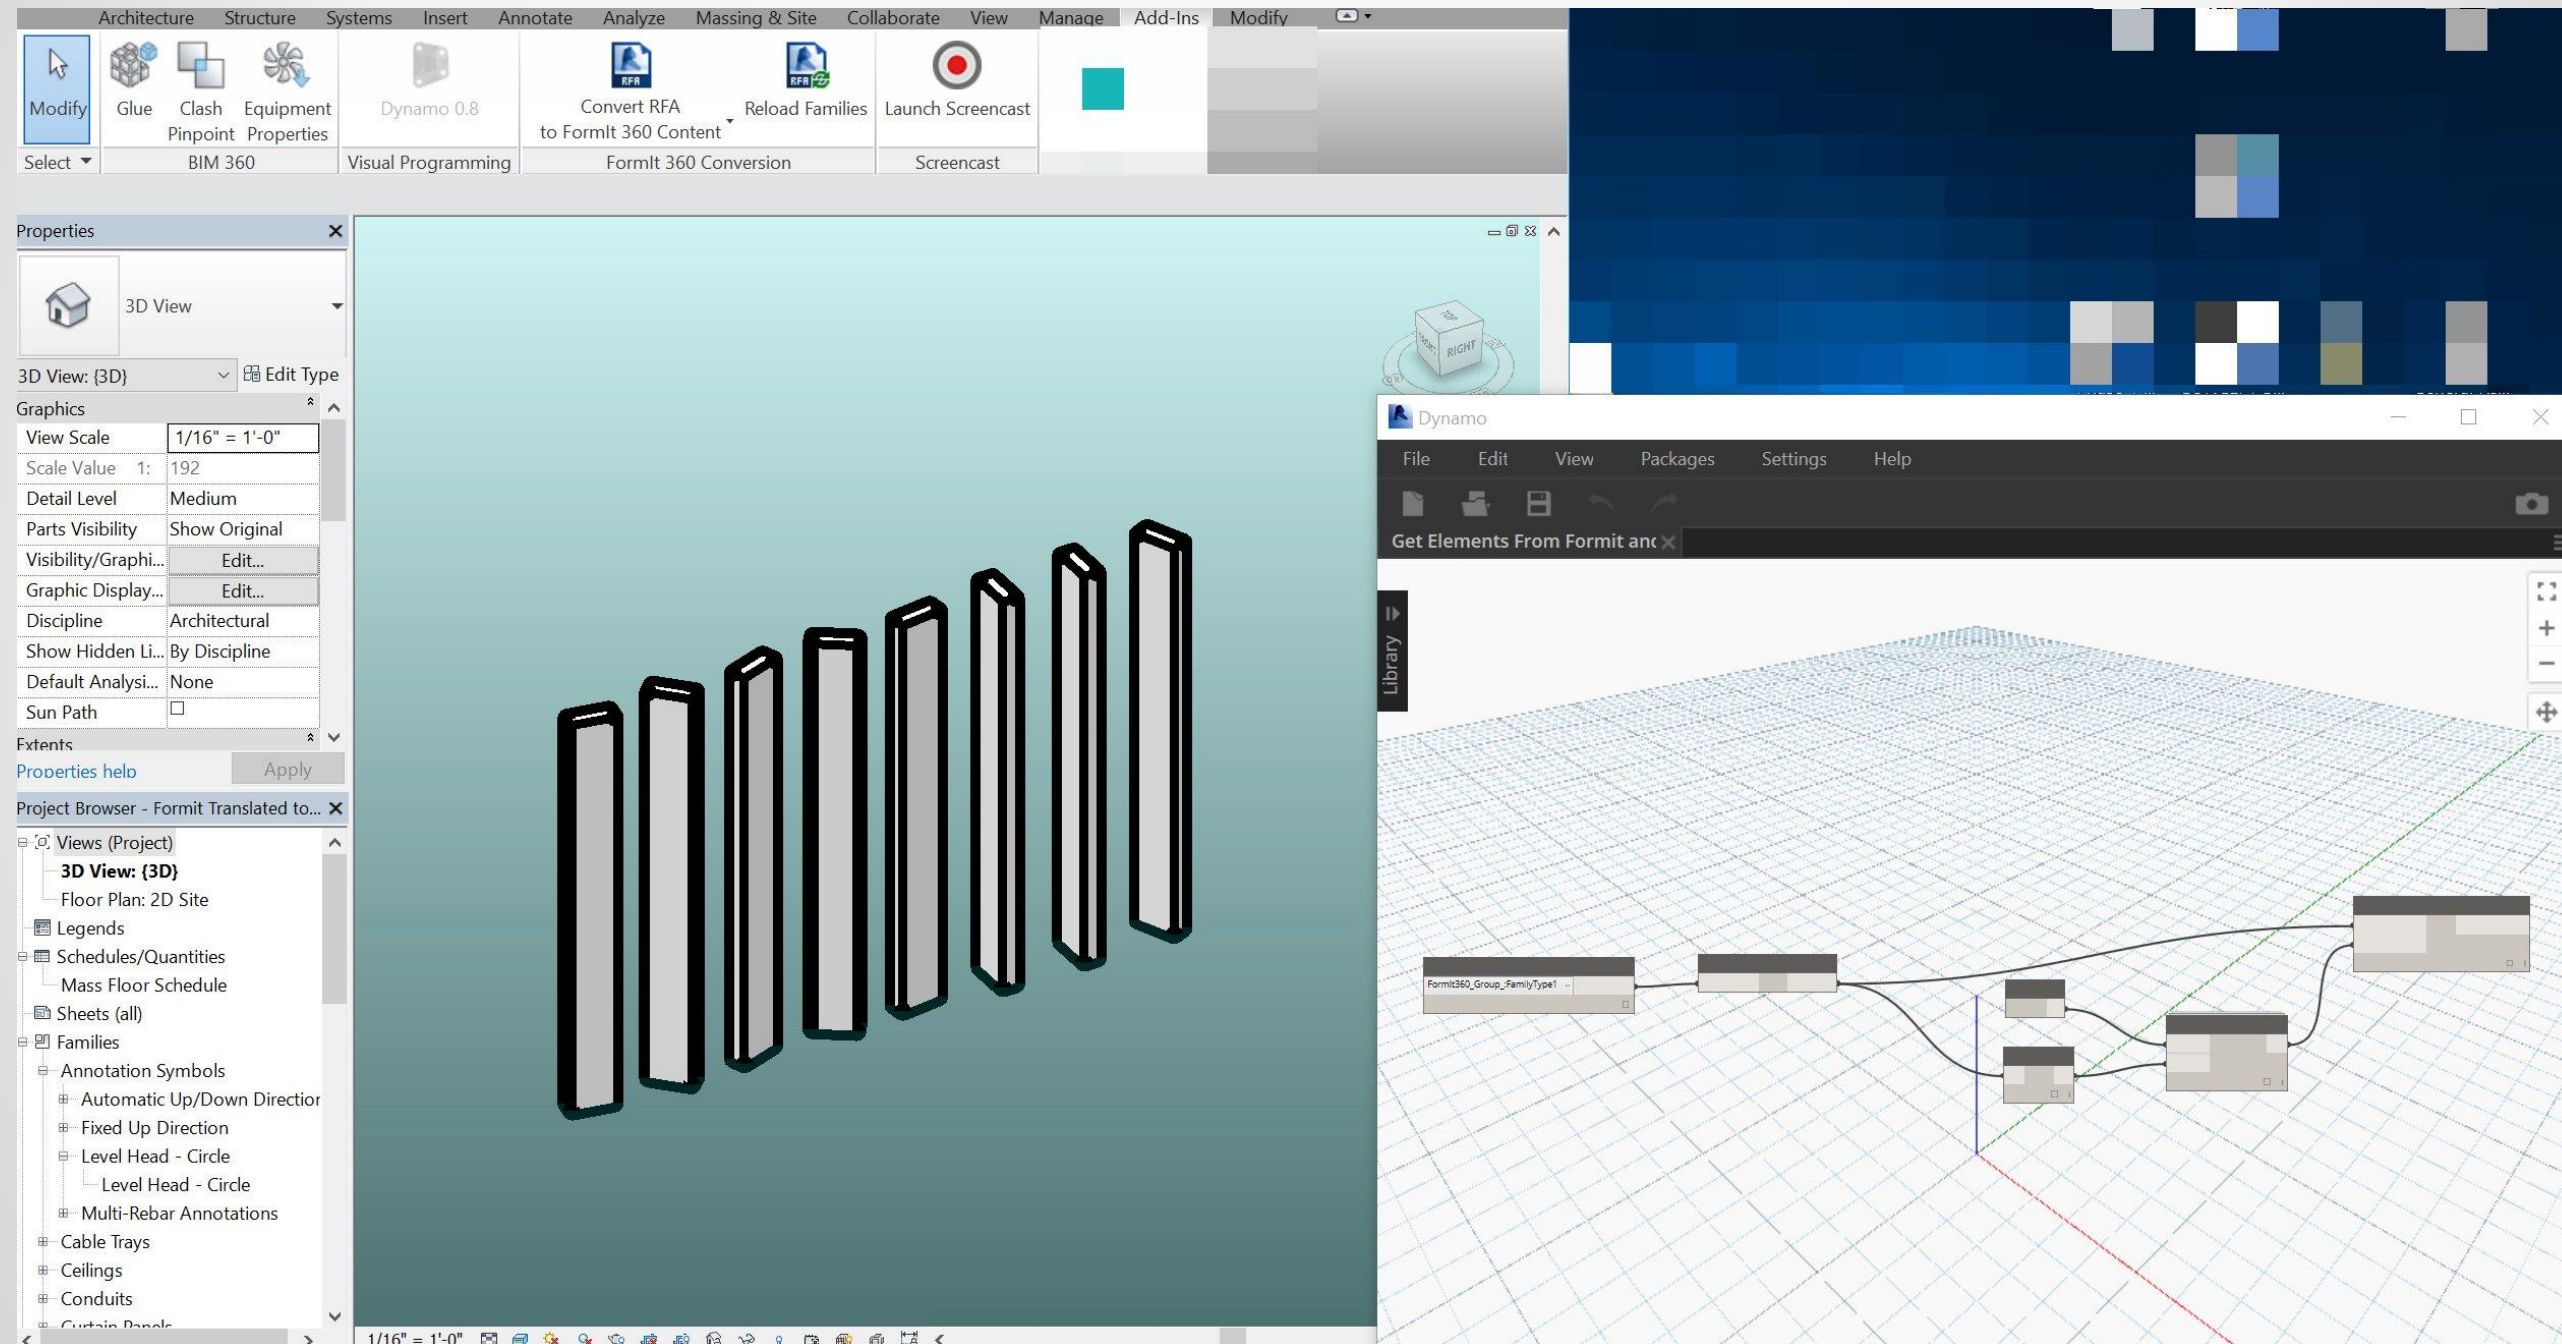 Architecture Structure Systems Insert Annotate Analyze Massing & Site Collaborate View Manage Add-Ins Modify
Modify Glue Clash Pinpoint Equipment Properties Dynamo 0.8 Convert RFA to FormIt 360 Content Reload Families Launch Screencast
Select BIM 360 Visual Programming FormIt 360 Conversion Screencast
Properties
3D View
3D View: {3D} Edit Type
Graphics
View Scale 1/16" = 1'-0"
Scale Value 1: 192
Detail Level Medium
Parts Visibility Show Original
Visibility/Graphi... Edit...
Graphic Display... Edit...
Discipline Architectural
Show Hidden Li... By Discipline
Default Analysi... None
Sun Path
Extents
Properties help Apply
Project Browser - Formit Translated to...
Views (Project)
3D View: {3D}
Floor Plan: 2D Site
Legends
Schedules/Quantities
Mass Floor Schedule
Sheets (all)
Families
Annotation Symbols
Automatic Up/Down Direction
Fixed Up Direction
Level Head - Circle
Level Head - Circle
Multi-Rebar Annotations
Cable Trays
Ceilings
Conduits
Curtain Panels
1/16" = 1'-0"
TOP
RIGHT
Dynamo
File Edit View Packages Settings Help
Get Elements From Formit and
Library
Formit360_Group_:FamilyType1